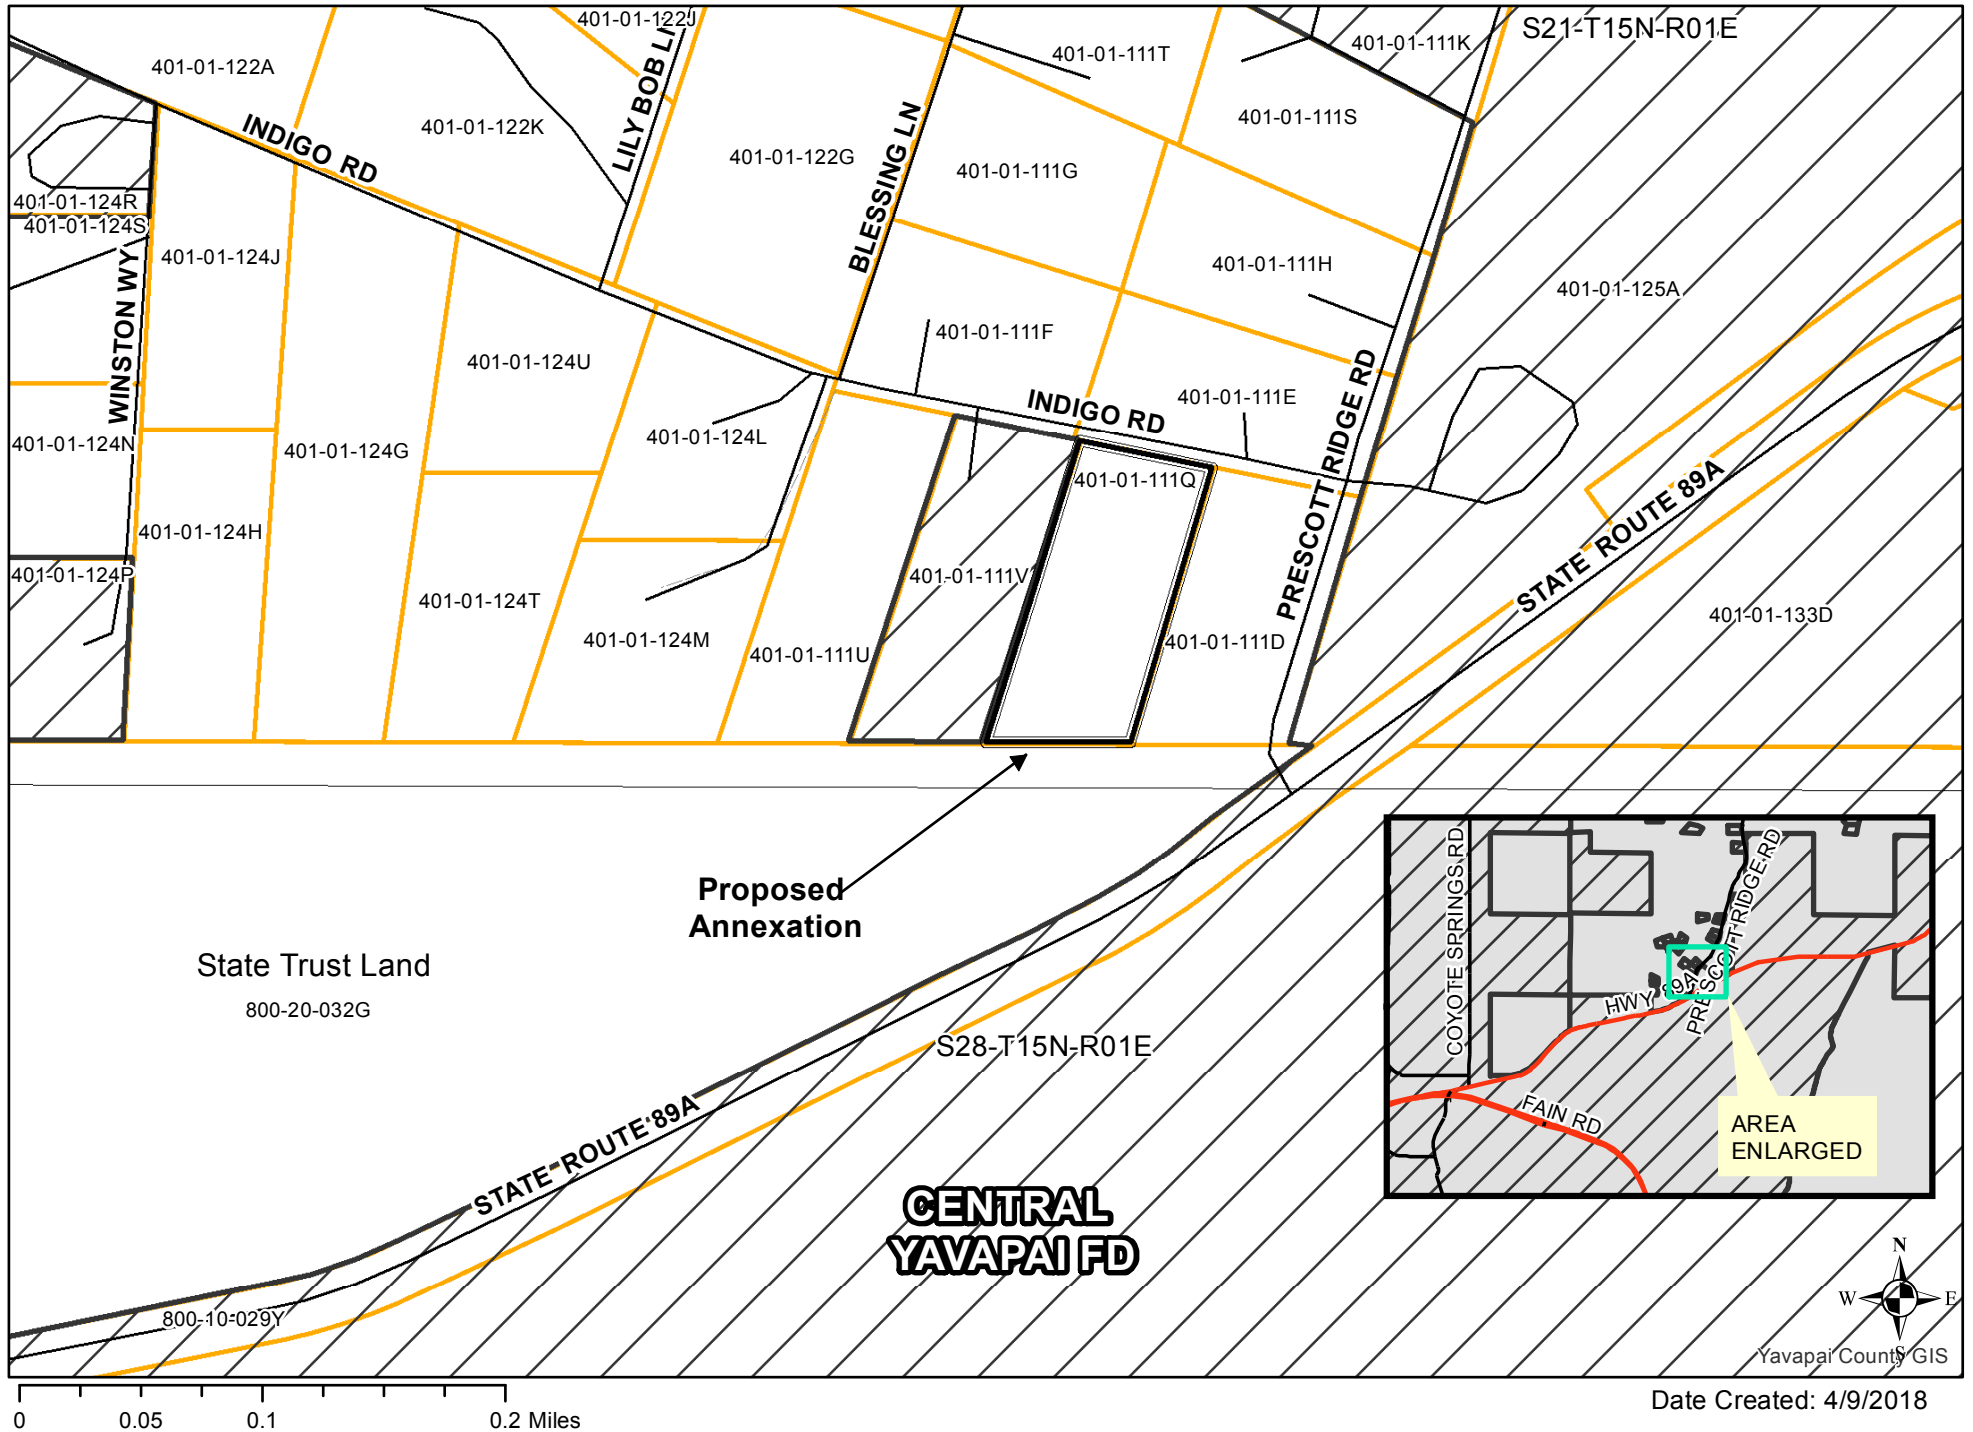 401-01-122J
S21-T15N-R01E
401-01-111K
401-01-111T
401-01-122A
401-01-122K
LILY BOB LN
401-01-111S
INDIGO RD
401-01-122G
BLESSING LN
401-01-111G
401-01-124R
401-01-124S
401-01-124J
401-01-111H
401-01-125A
WINSTON WY
401-01-124U
401-01-111F
401-01-111E
INDIGO RD
PRESCOTT RIDGE RD
401-01-124N
401-01-124G
401-01-124L
401-01-111Q
STATE ROUTE 89A
401-01-124H
401-01-124P
401-01-111V
401-01-124T
401-01-124M
401-01-111U
401-01-111D
401-01-133D
Proposed
Annexation
State Trust Land
800-20-032G
S28-T15N-R01E
STATE ROUTE 89A
CENTRAL
YAVAPAI FD
800-10-029Y
COYOTE SPRINGS RD
PRESCOTT RIDGE RD
HWY 89A
FAIN RD
AREA
ENLARGED
N
W E
S
Yavapai County GIS
0 0.05 0.1 0.2 Miles
Date Created: 4/9/2018